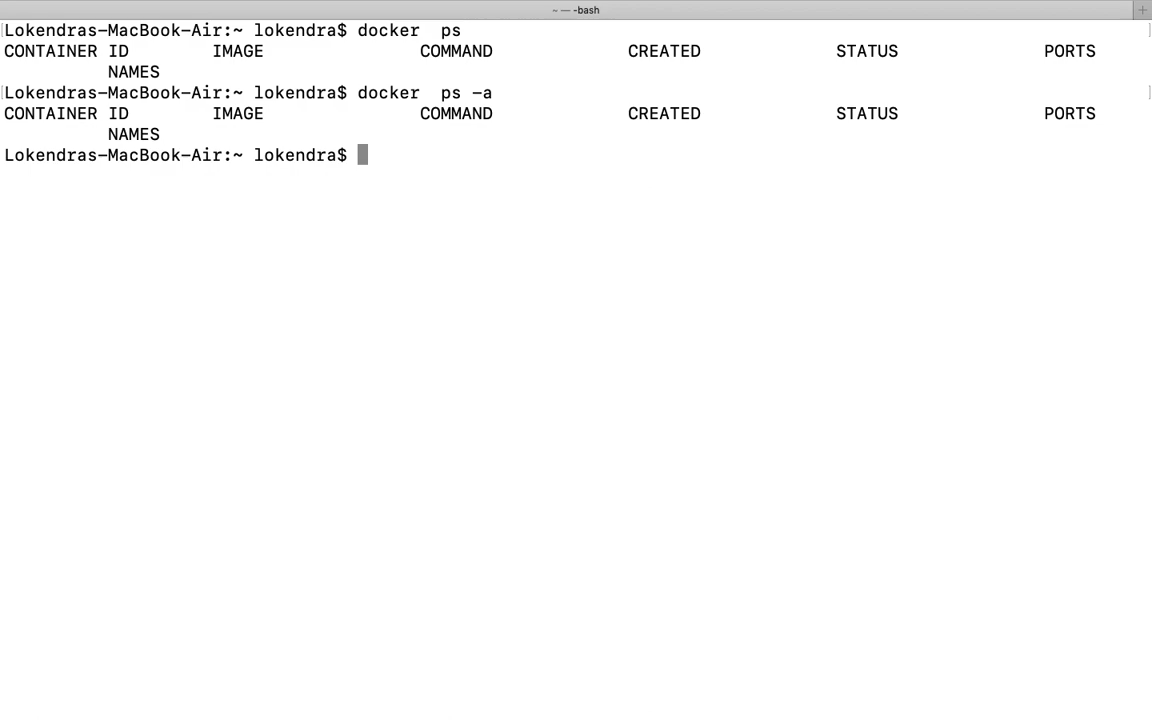 ~ — -bash
Lokendras-MacBook-Air:~ lokendra$ docker  ps
CONTAINER ID        IMAGE               COMMAND             CREATED             STATUS              PORTS
          NAMES
Lokendras-MacBook-Air:~ lokendra$ docker  ps -a
CONTAINER ID        IMAGE               COMMAND             CREATED             STATUS              PORTS
          NAMES
Lokendras-MacBook-Air:~ lokendra$